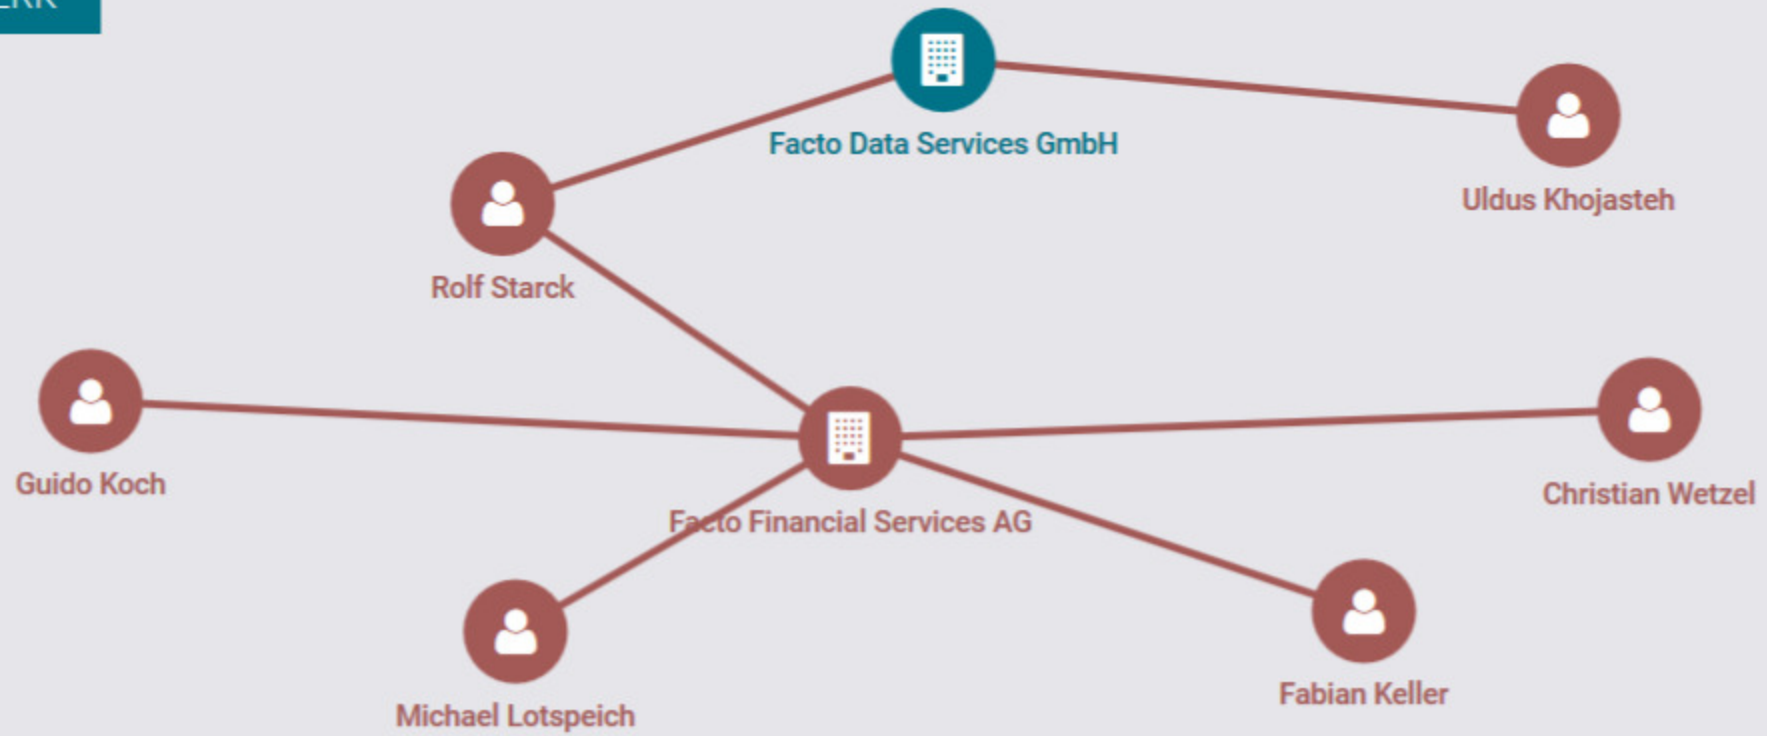 Facto Data Services GmbH
Uldus Khojasteh
Rolf Starck
Guido Koch
Christian Wetzel
Facto Financial Services AG
Fabian Keller
Michael Lotspeich